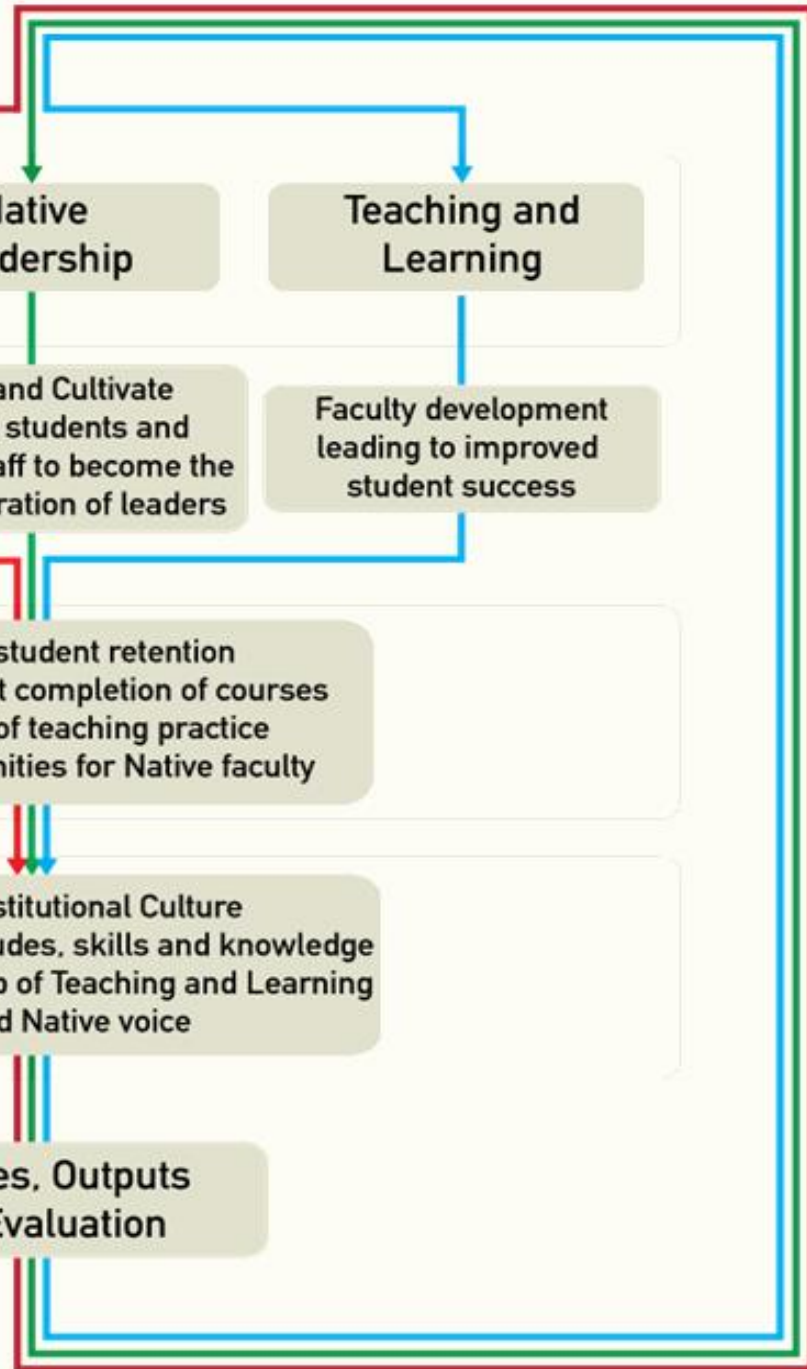 lative
dership
Teaching and
Learning
and Cultivate
students and
aff to become the
ration of leaders
Faculty development
leading to improved
student success
student retention
t completion of courses
of teaching practice
nities for Native faculty
stitutional Culture
udes, skills and knowledge
p of Teaching and Learning
d Native voice
es, Outputs
Evaluation